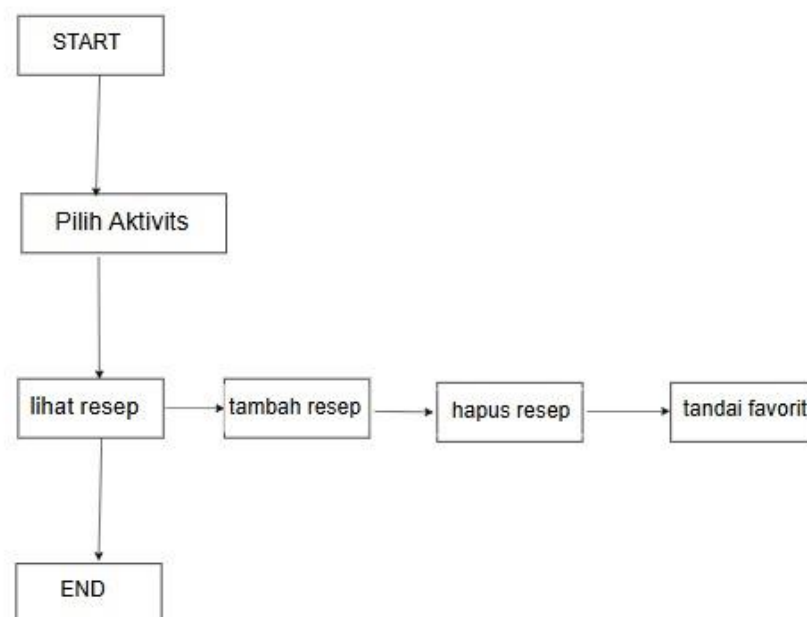 START
Pilih Aktivits
lihat resep
tambah resep
hapus resep
tandai favorit
END